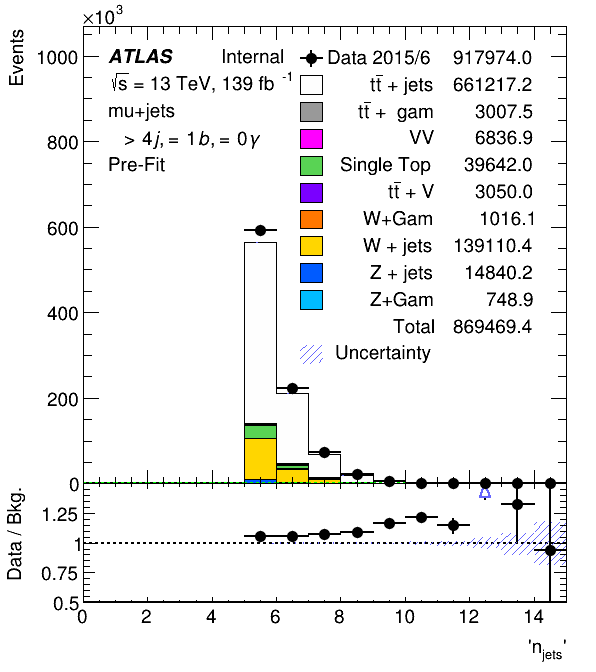 ×10³
Events
1000
800
600
400
200
0
ATLAS Internal
√s = 13 TeV, 139 fb⁻¹
mu+jets
> 4j, = 1b, = 0γ
Pre-Fit
Data 2015/6 917974.0
tt̄ + jets 661217.2
tt̄ + gam 3007.5
VV 6836.9
Single Top 39642.0
tt̄ + V 3050.0
W+Gam 1016.1
W + jets 139110.4
Z + jets 14840.2
Z+Gam 748.9
Total 869469.4
Uncertainty
Data / Bkg.
1.25
1
0.75
0.5
0 2 4 6 8 10 12 14
'n_jets'